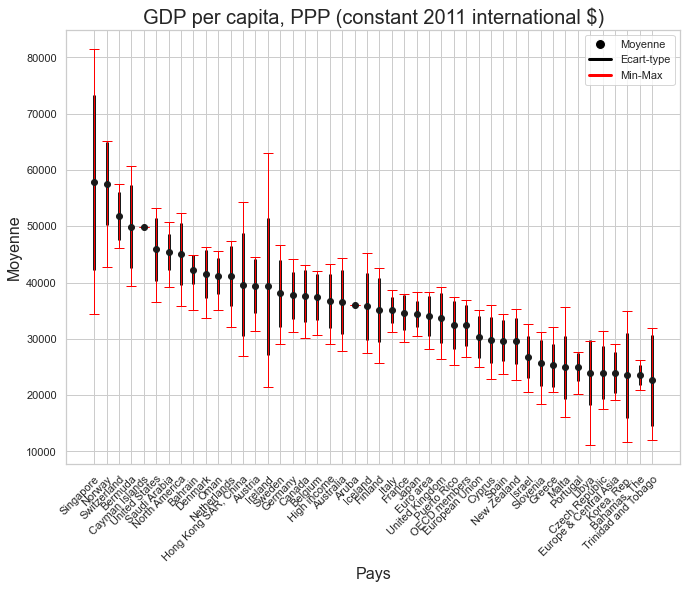 GDP per capita, PPP (constant 2011 international $)
Moyenne
Ecart-type
Min-Max
80000
70000
60000
50000
40000
30000
20000
10000
Moyenne
Singapore
Norway
Switzerland
Bermuda
Cayman Islands
United States
Saudi Arabia
North America
Bahrain
Denmark
Oman
Netherlands
Hong Kong SAR, China
Austria
Ireland
Sweden
Germany
Canada
Belgium
High income
Australia
Aruba
Iceland
Finland
Italy
France
Japan
Euro area
United Kingdom
Puerto Rico
OECD members
European Union
Cyprus
Spain
New Zealand
Israel
Slovenia
Greece
Malta
Portugal
Libya
Czech Republic
Europe & Central Asia
Korea, Rep.
Bahamas, The
Trinidad and Tobago
Pays